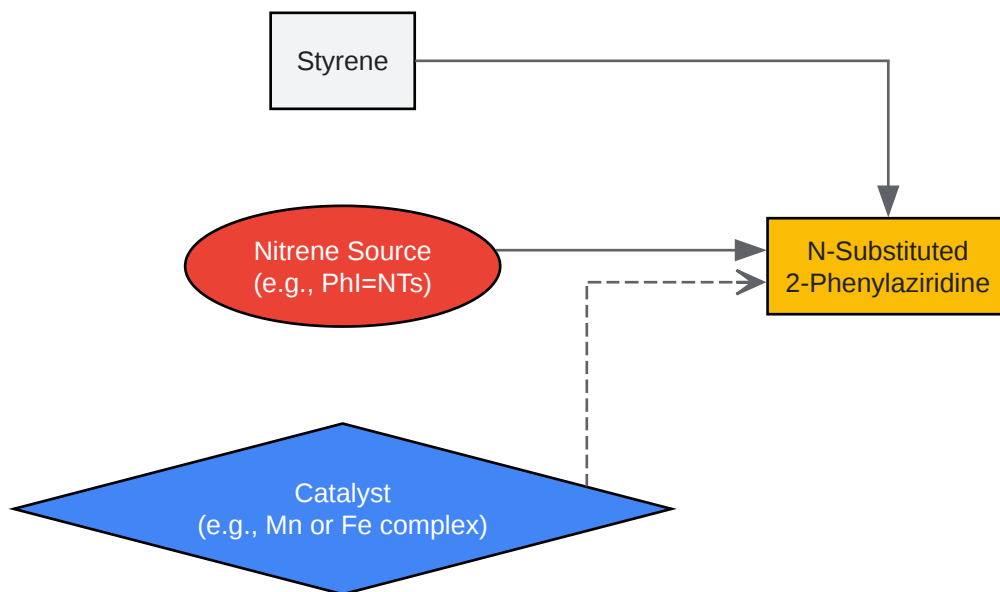 Styrene
Nitrene Source
(e.g., PhI=NTs)
N-Substituted
2-Phenylaziridine
Catalyst
(e.g., Mn or Fe complex)